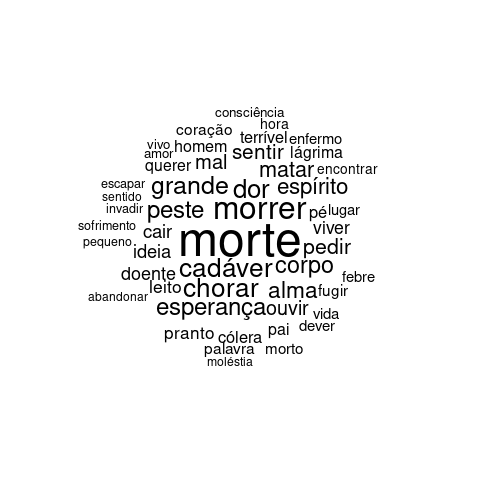 consciência
hora
coração
terrível enfermo
vivo homem sentir lágrima
amor
querer mal matar encontrar
escapar grande dor espírito
sentido
invadir peste morrer pé lugar
sofrimento cair morte viver
pequeno ideia pedir
doente cadáver corpo febre
leito chorar alma fugir
abandonar
esperança ouvir vida
pranto cólera pai dever
palavra morto
moléstia